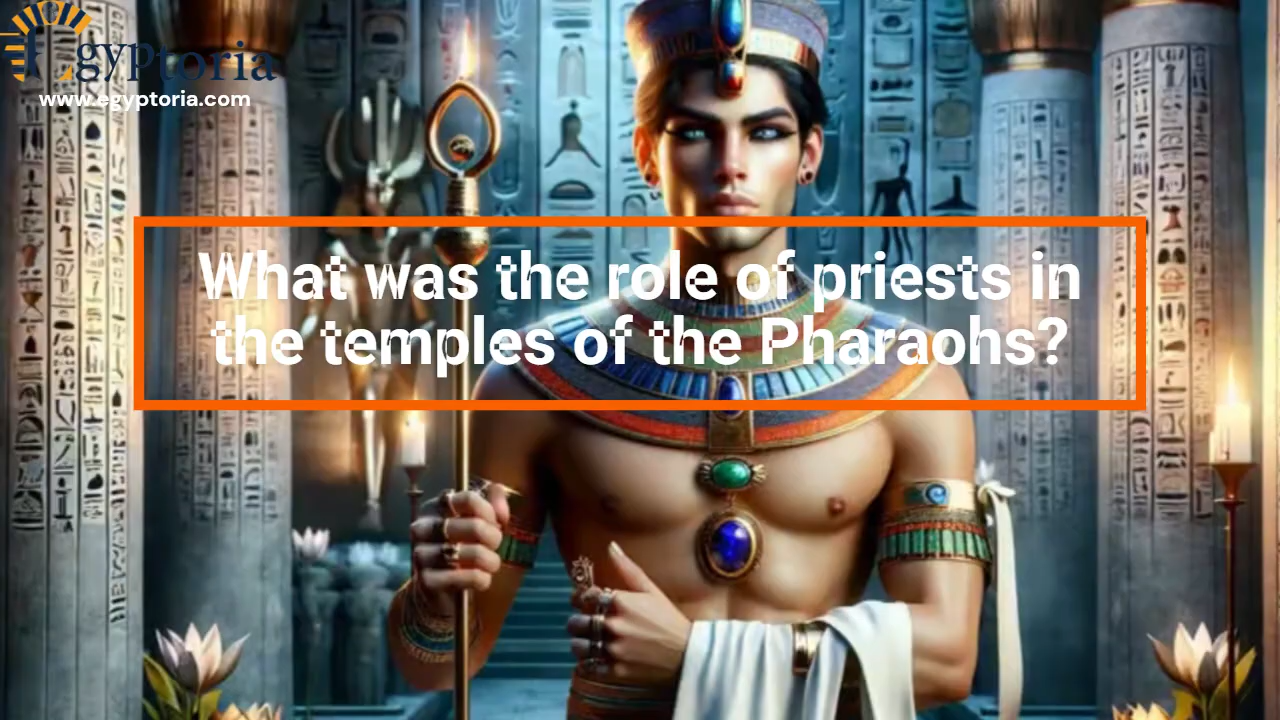 Egyptoria
www.egyptoria.com
What was the role of priests in
the temples of the Pharaohs?